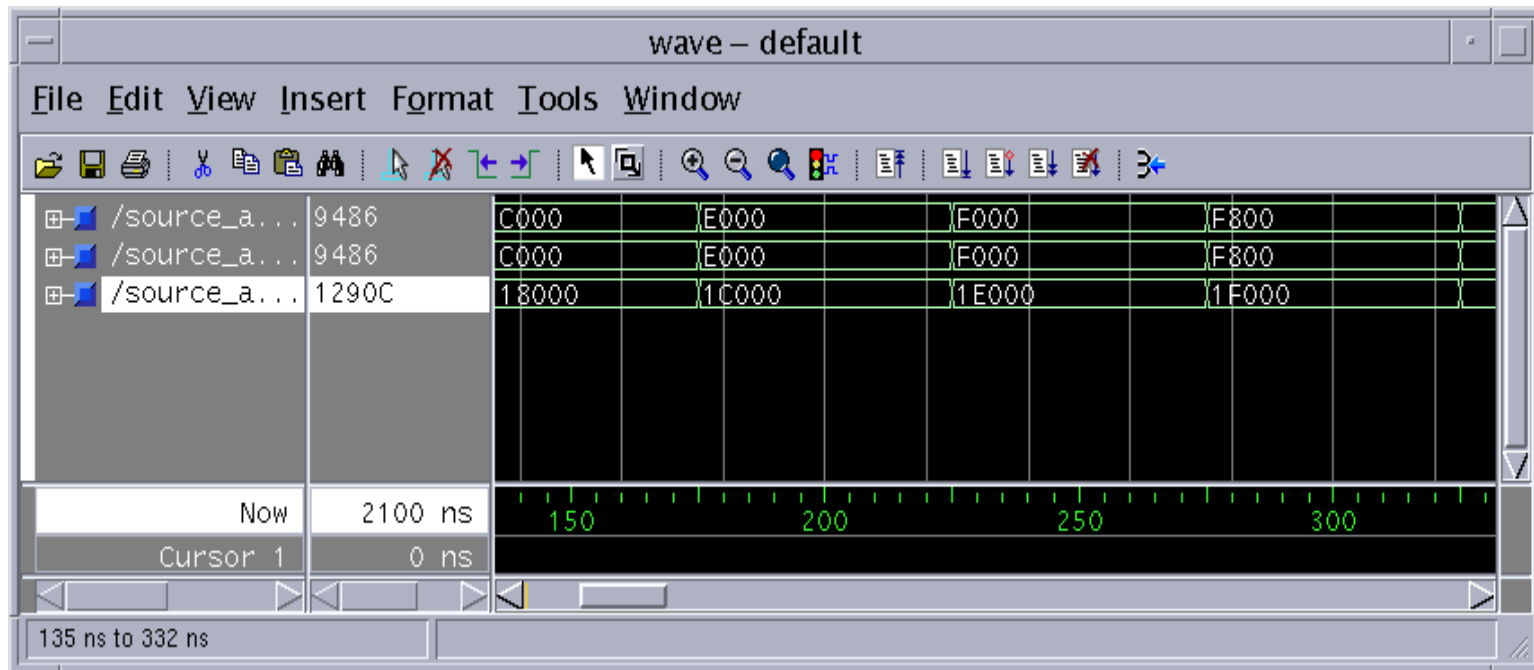 wave – default
File Edit View Insert Format Tools Window
/source_a... 9486 C000 E000 F000 F800
/source_a... 9486 C000 E000 F000 F800
/source_a... 1290C 18000 1C000 1E000 1F000
Now 2100 ns 150 200 250 300
Cursor 1 0 ns
135 ns to 332 ns